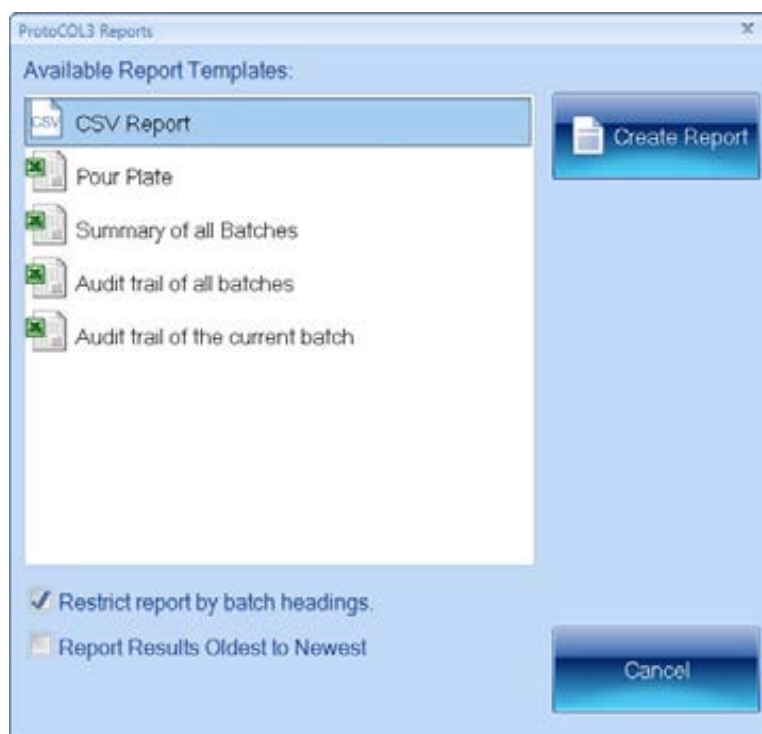 ProtoCOL3 Reports
Available Report Templates:
CSV
CSV Report
Create Report
Pour Plate
Summary of all Batches
Audit trail of all batches
Audit trail of the current batch
Restrict report by batch headings.
Report Results Oldest to Newest
Cancel